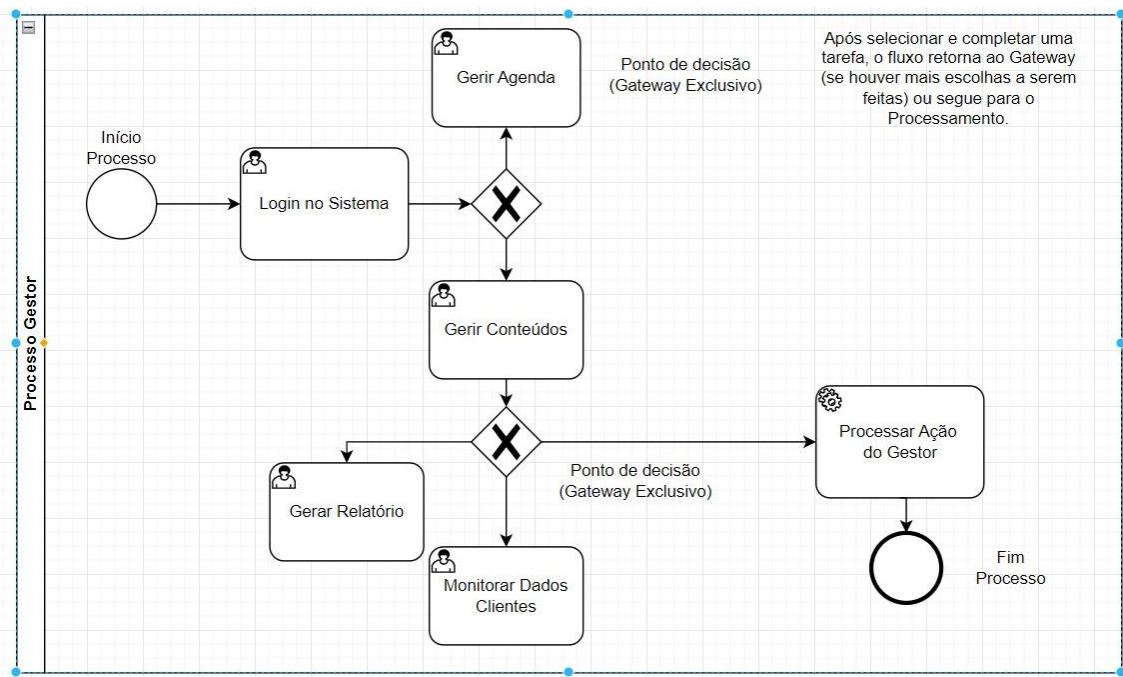 Processo Gestor
Início
Processo
Login no Sistema
Gerir Agenda
Ponto de decisão
(Gateway Exclusivo)
Após selecionar e completar uma
tarefa, o fluxo retorna ao Gateway
(se houver mais escolhas a serem
feitas) ou segue para o
Processamento.
Gerir Conteúdos
Ponto de decisão
(Gateway Exclusivo)
Gerar Relatório
Monitorar Dados
Clientes
Processar Ação
do Gestor
Fim
Processo